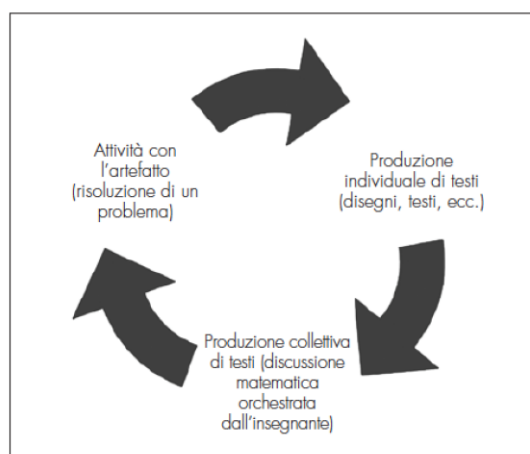 Attività con
l'artefatto
(risoluzione di un
problema)
Produzione
individuale di testi
(disegni, testi, ecc.)
Produzione collettiva
di testi (discussione
matematica
orchestrata
dall'insegnante)